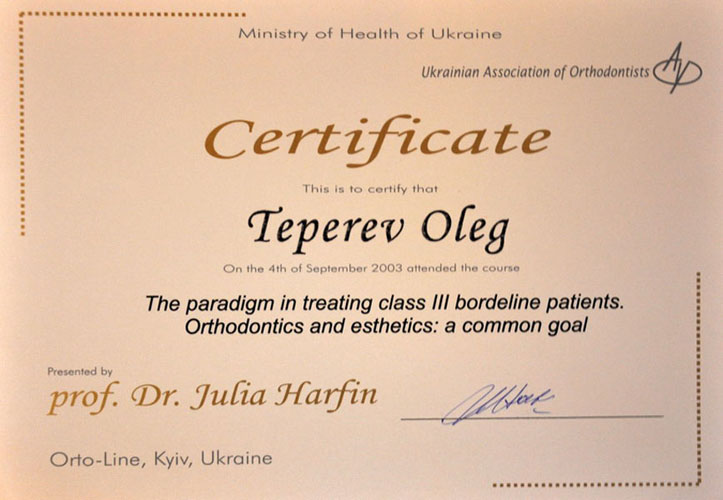 Ministry of Health of Ukraine
Ukrainian Association of Orthodontists
Certificate
This is to certify that
Teperev Oleg
On the 4th of September 2003 attended the course
The paradigm in treating class III bordeline patients.
Orthodontics and esthetics: a common goal
Presented by
prof. Dr. Julia Harfin
Orto-Line, Kyiv, Ukraine